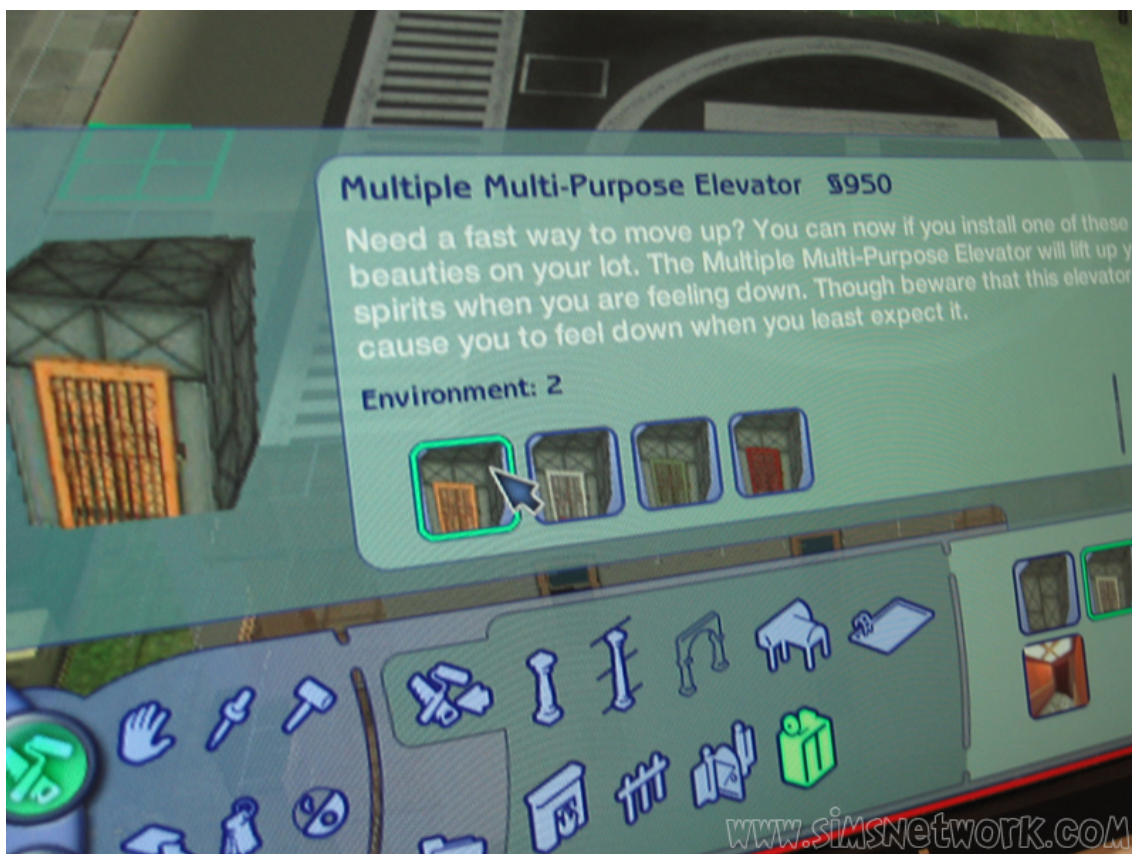 Multiple Multi-Purpose Elevator §950
Need a fast way to move up? You can now if you install one of these
beauties on your lot. The Multiple Multi-Purpose Elevator will lift up y
spirits when you are feeling down. Though beware that this elevator
cause you to feel down when you least expect it.
Environment: 2
www.SimsNetwork.com